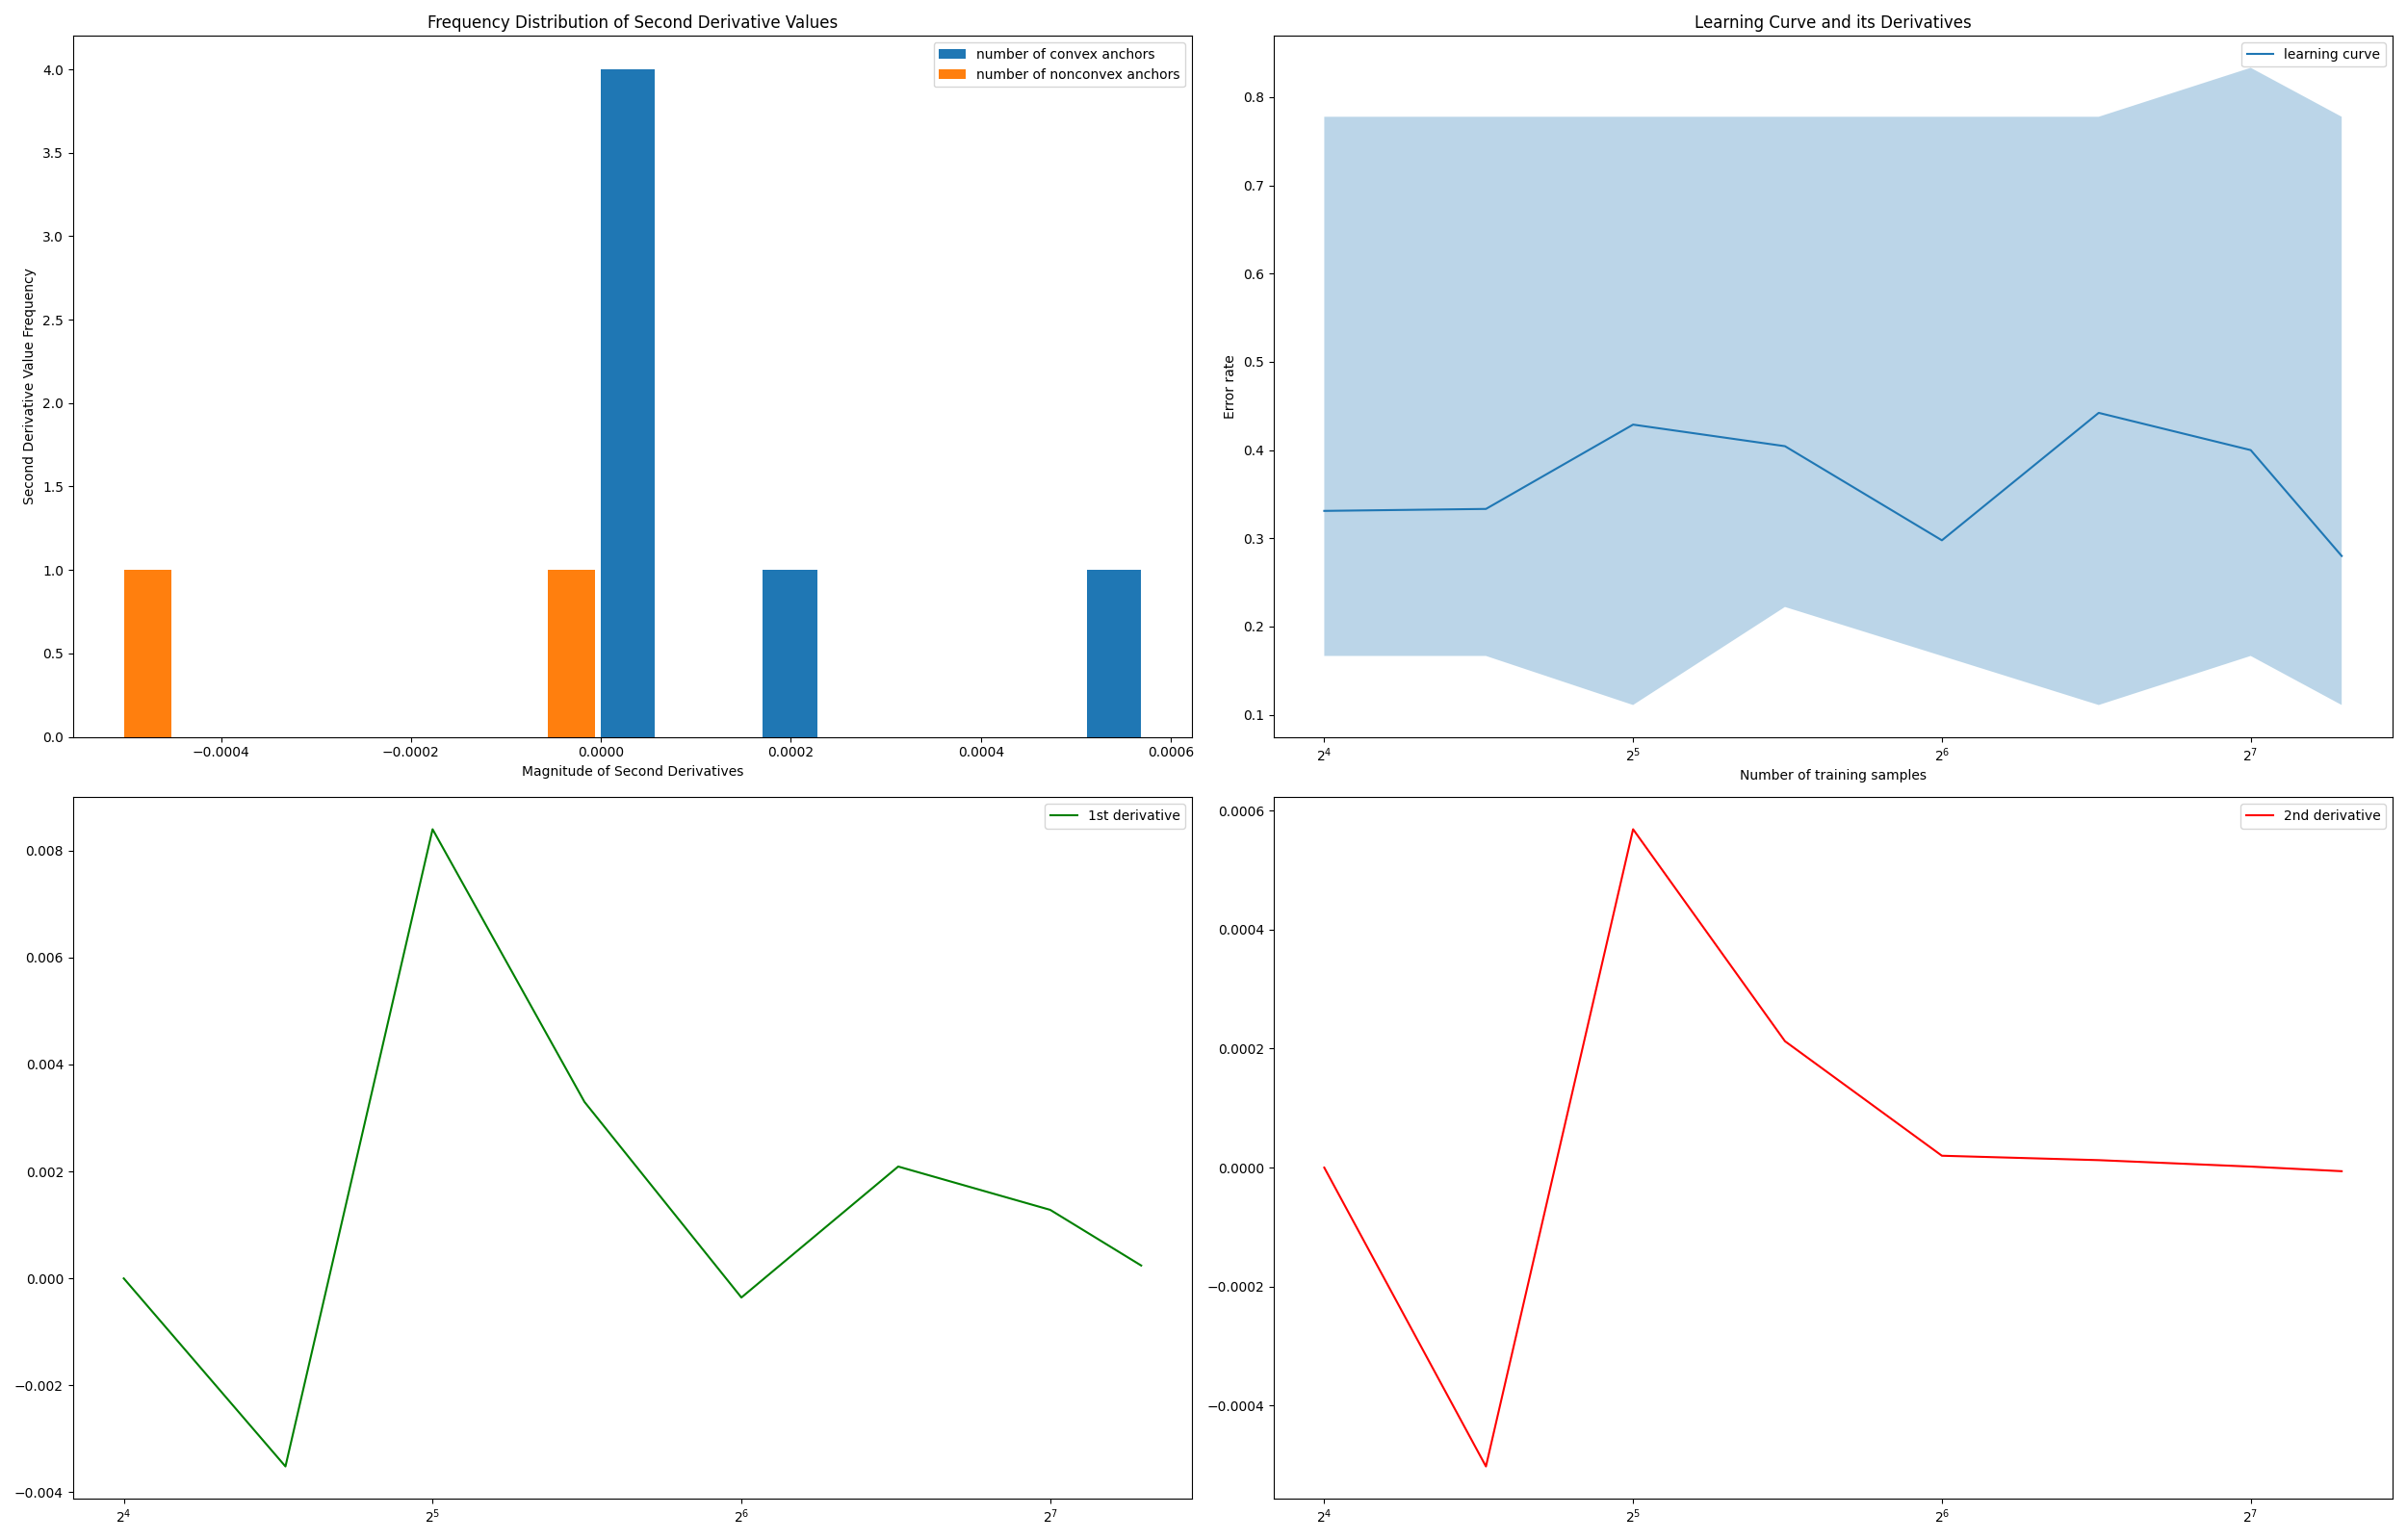 Frequency Distribution of Second Derivative Values
number of convex anchors
number of nonconvex anchors
Second Derivative Value Frequency
4.0
3.5
3.0
2.5
2.0
1.5
1.0
0.5
0.0
−0.0004 −0.0002 0.0000 0.0002 0.0004 0.0006
Magnitude of Second Derivatives
Learning Curve and its Derivatives
learning curve
Error rate
0.8
0.7
0.6
0.5
0.4
0.3
0.2
0.1
2⁴ 2⁵ 2⁶ 2⁷
Number of training samples
1st derivative
0.008
0.006
0.004
0.002
0.000
−0.002
−0.004
2⁴ 2⁵ 2⁶ 2⁷
2nd derivative
0.0006
0.0004
0.0002
0.0000
−0.0002
−0.0004
2⁴ 2⁵ 2⁶ 2⁷